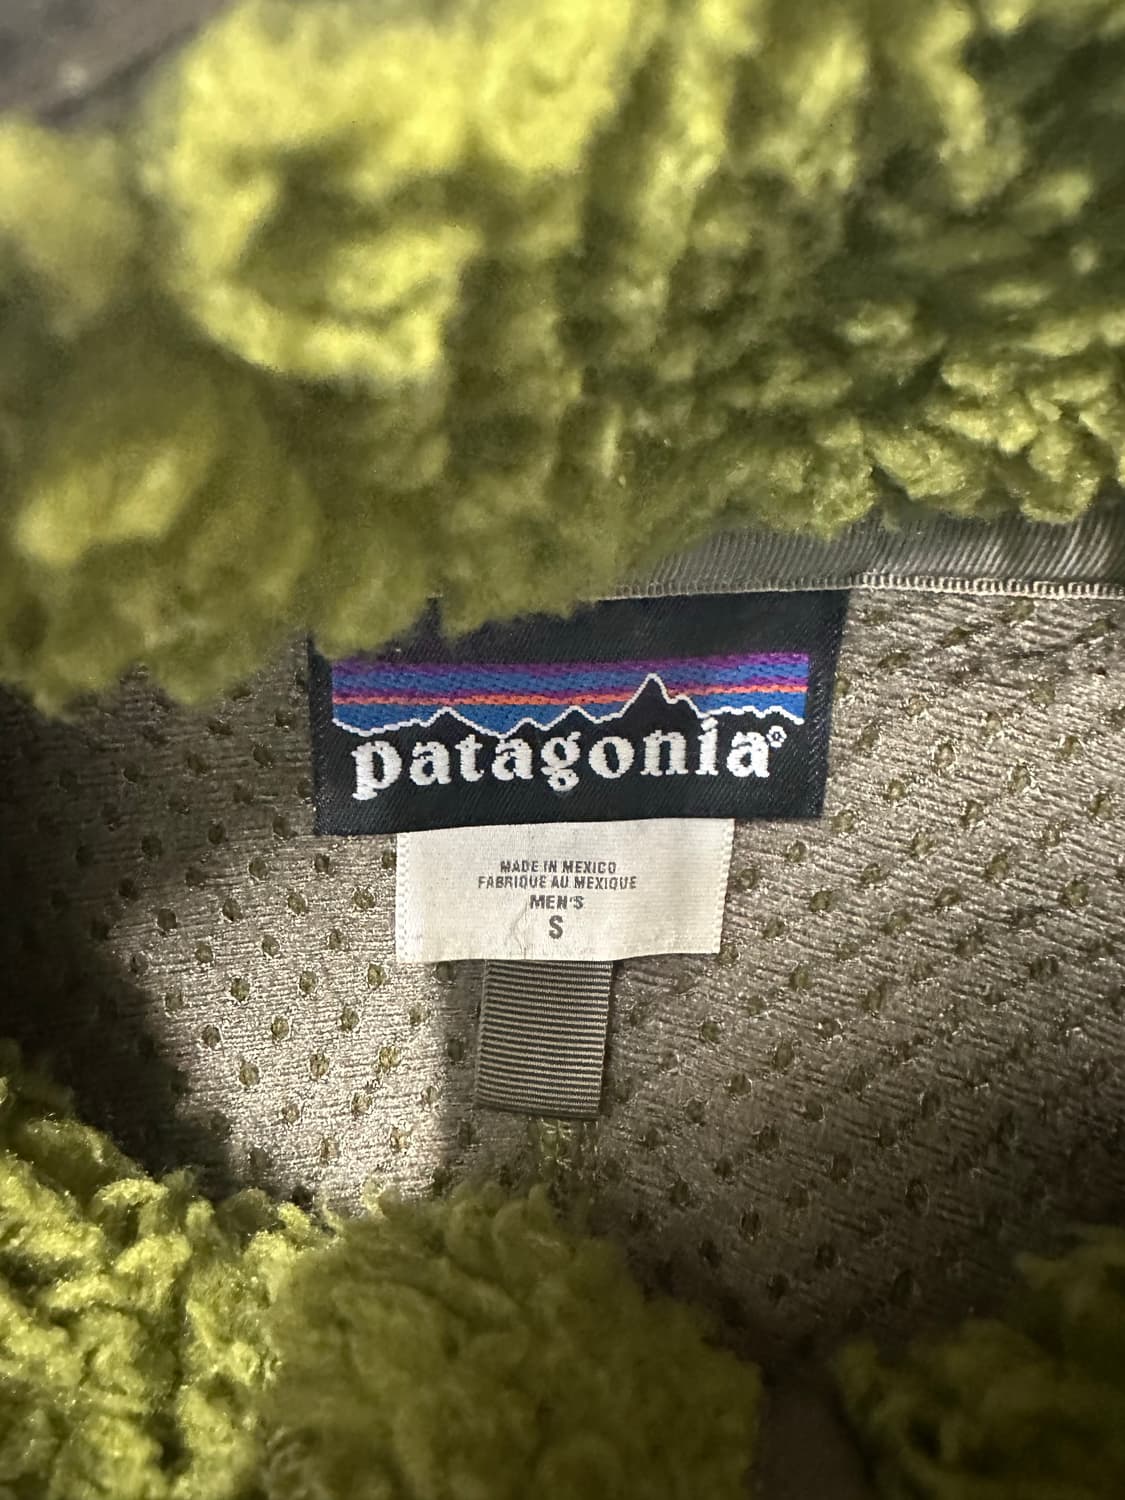 patagonia®
MADE IN MEXICO
FABRIQUE AU MEXIQUE
MEN'S
S